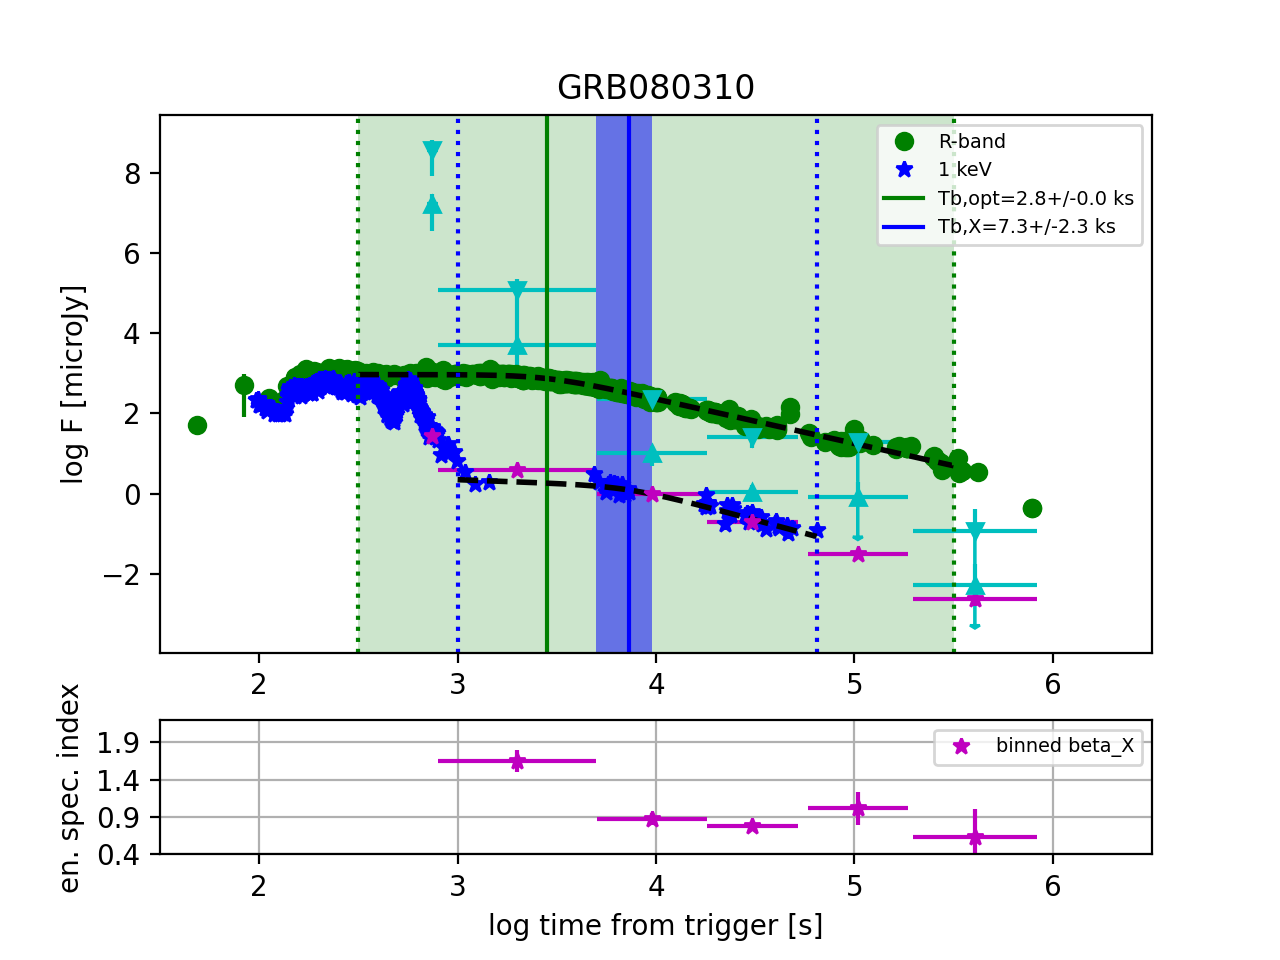 GRB080310
log F [microJy]
8
6
4
2
0
−2
R-band
1 keV
Tb,opt=2.8+/-0.0 ks
Tb,X=7.3+/-2.3 ks
2 3 4 5 6
en. spec. index
1.9
1.4
0.9
0.4
binned beta_X
2 3 4 5 6
log time from trigger [s]